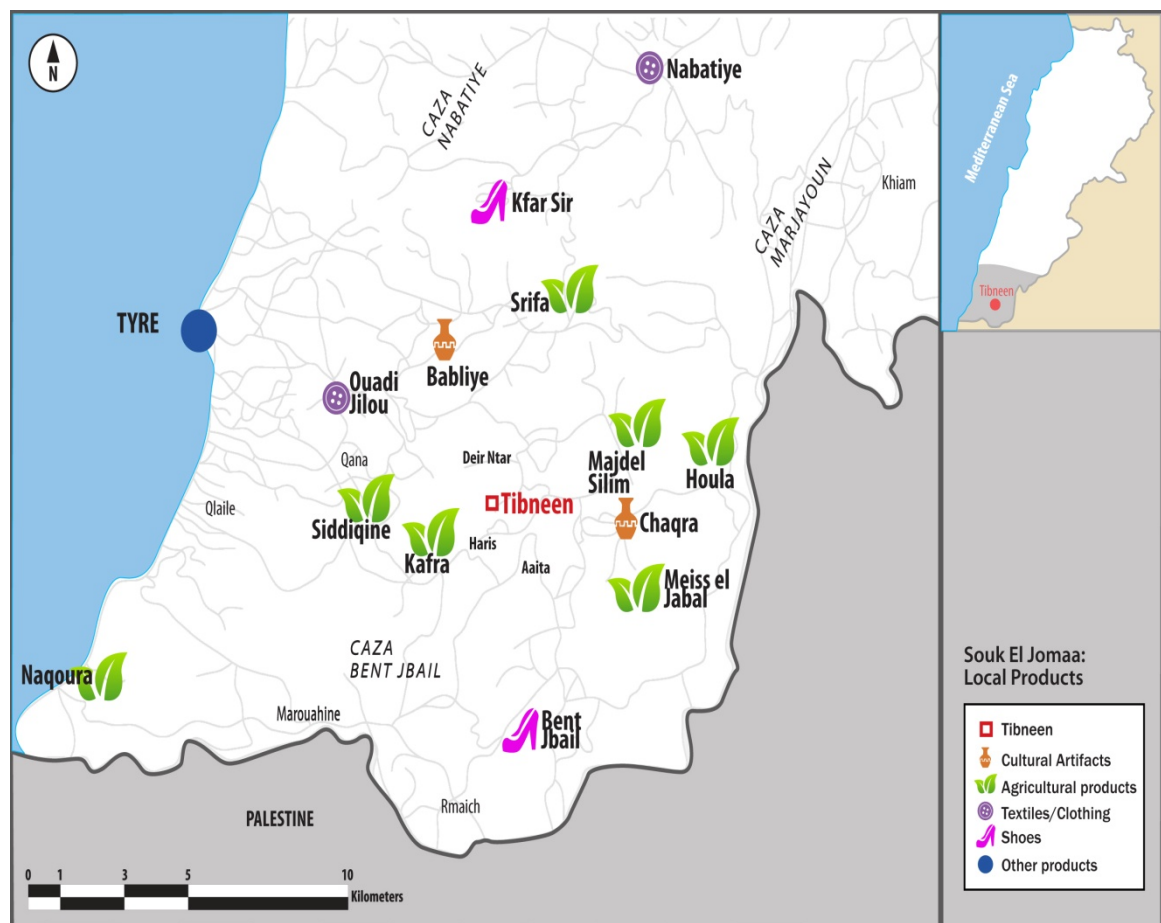 N
Nabatiye
CAZA
NABATIYE
Kfar Sir
CAZA
MARJAYOUN
Khiam
Srifa
TYRE
Babliye
Ouadi
Jilou
Qana
Deir Ntar
Majdel
Silim
Houla
Qlaile
Siddiqine
Tibneen
Chaqra
Kafra
Haris
Aaita
Meiss el
Jabal
CAZA
BENT JBAIL
Naqoura
Marouahine
Bent
Jbail
Rmaich
PALESTINE
0 1 3 5 10
Kilometers
Mediterranean Sea
Tibneen
Souk El Jomaa:
Local Products
Tibneen
Cultural Artifacts
Agricultural products
Textiles/Clothing
Shoes
Other products